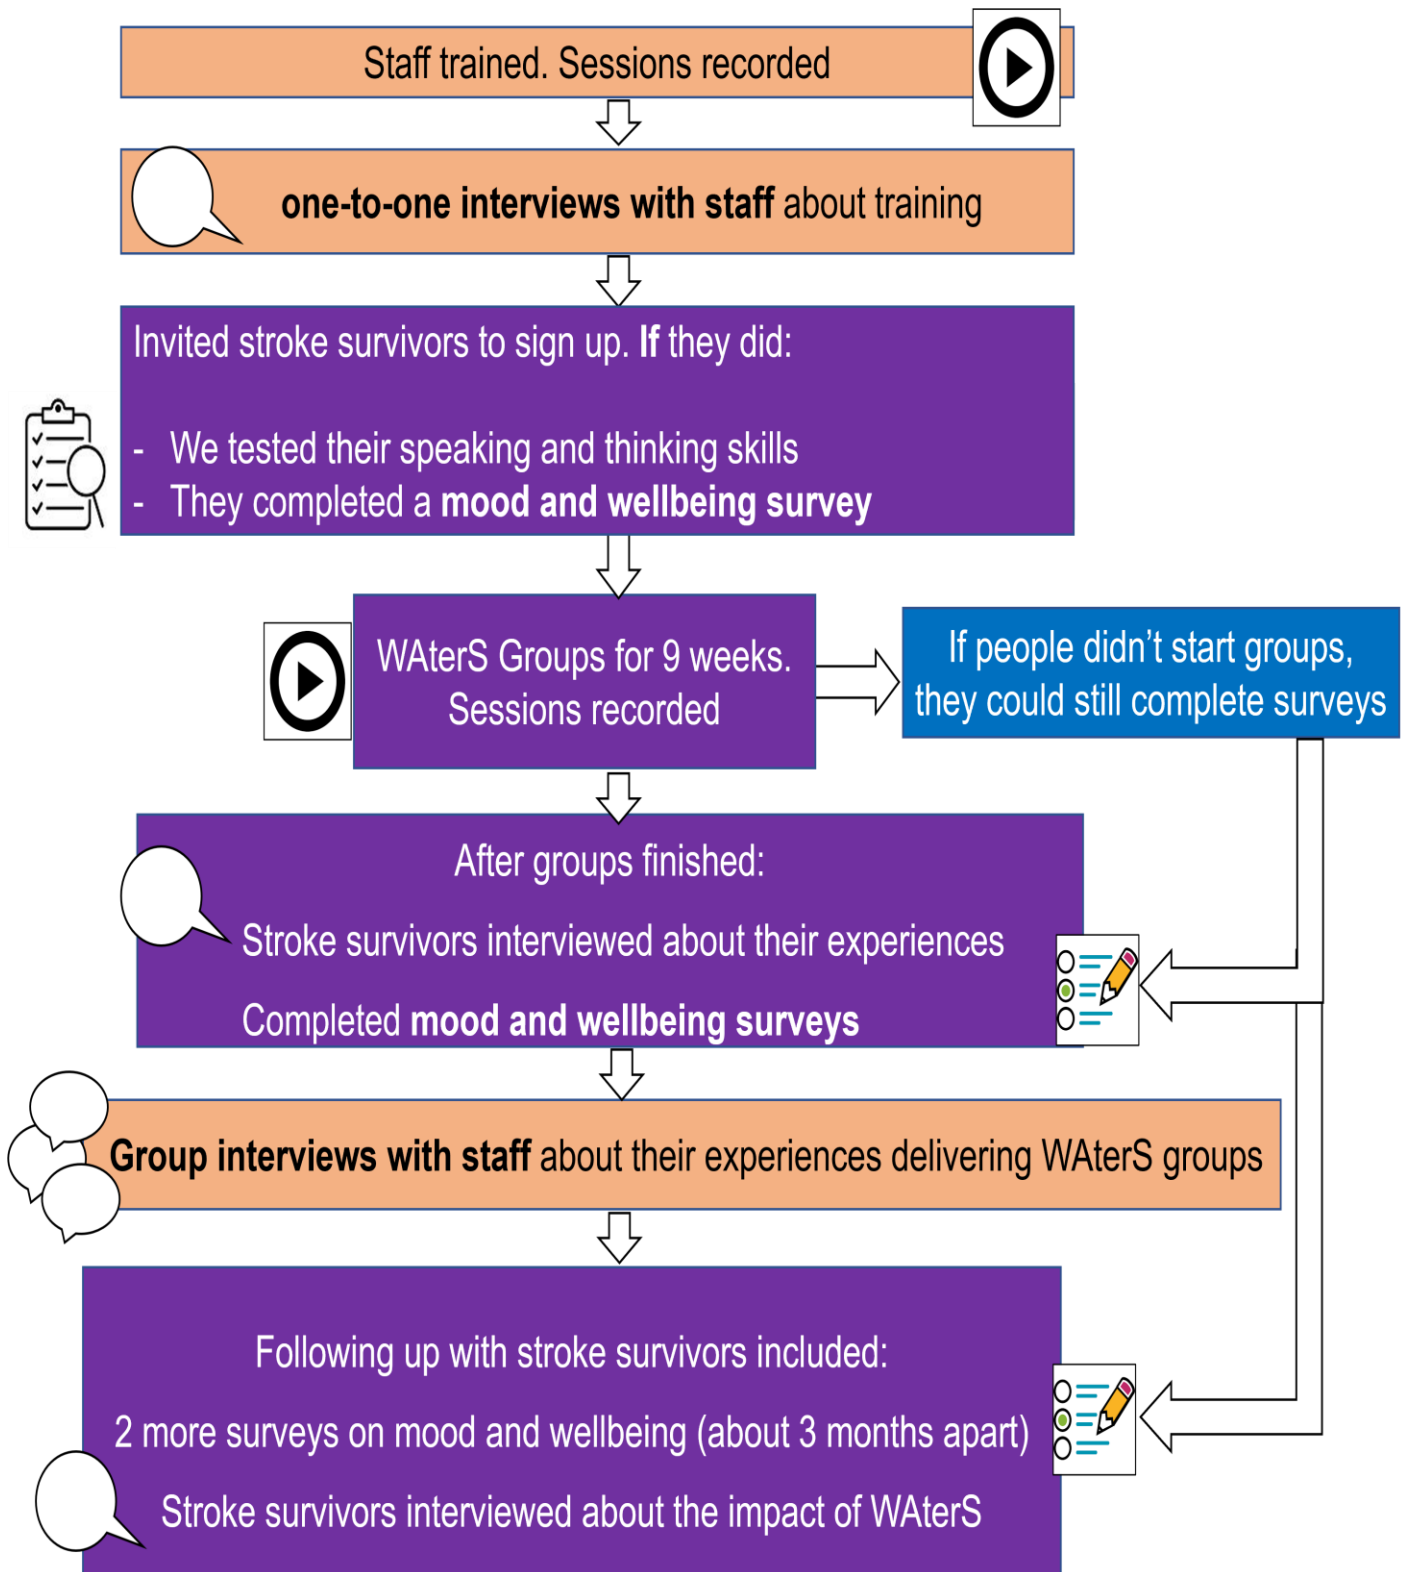 Staff trained. Sessions recorded
one-to-one interviews with staff about training
Invited stroke survivors to sign up. If they did:
- We tested their speaking and thinking skills
- They completed a mood and wellbeing survey
WAterS Groups for 9 weeks.
Sessions recorded
If people didn't start groups,
they could still complete surveys
After groups finished:
Stroke survivors interviewed about their experiences
Completed mood and wellbeing surveys
Group interviews with staff about their experiences delivering WAterS groups
Following up with stroke survivors included:
2 more surveys on mood and wellbeing (about 3 months apart)
Stroke survivors interviewed about the impact of WAterS